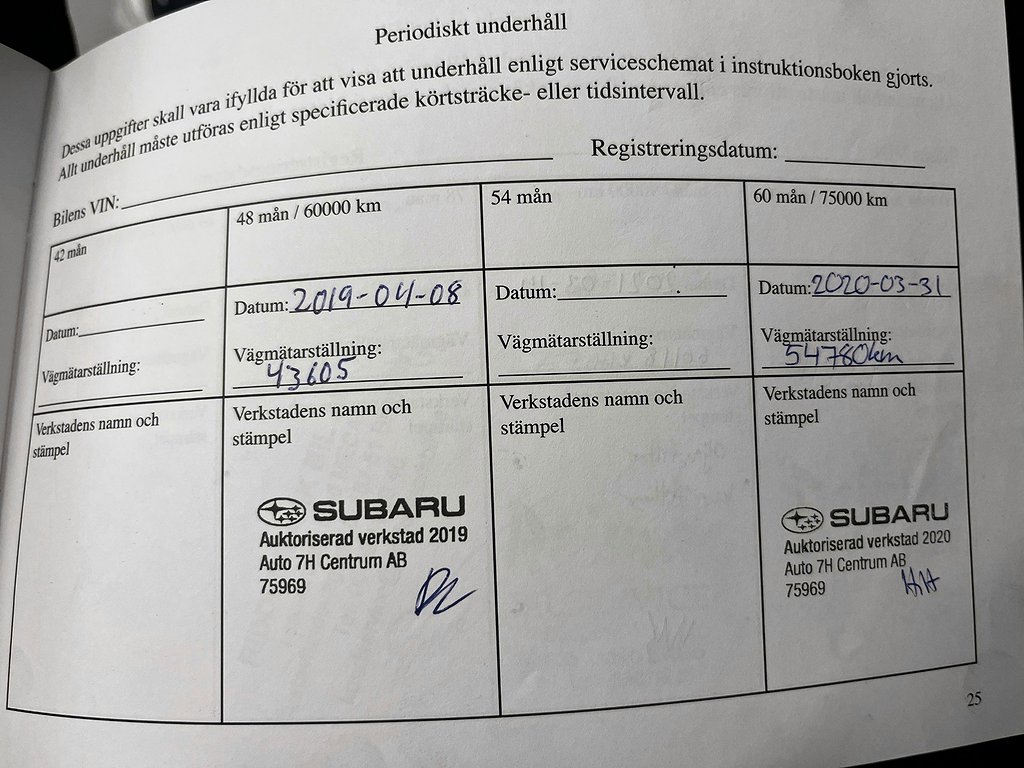 Periodiskt underhåll
Dessa uppgifter skall vara ifyllda för att visa att underhåll enligt serviceschemat i instruktionsboken gjorts.
Allt underhåll måste utföras enligt specificerade körtsträcke- eller tidsintervall.
Bilens VIN: Registreringsdatum:
42 mån
Datum:
Vägmätarställning:
Verkstadens namn och
stämpel
48 mån / 60000 km
Datum: 2019-04-08
Vägmätarställning:
43605
Verkstadens namn och
stämpel
SUBARU
Auktoriserad verkstad 2019
Auto 7H Centrum AB
75969
54 mån
Datum:
Vägmätarställning:
Verkstadens namn och
stämpel
60 mån / 75000 km
Datum: 2020-03-31
Vägmätarställning:
54780km
Verkstadens namn och
stämpel
SUBARU
Auktoriserad verkstad 2020
Auto 7H Centrum AB
75969
HH
25